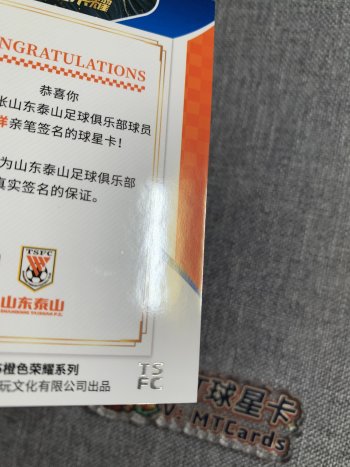 NGRATULATIONS
恭喜你
山东泰山足球俱乐部球员
亲笔签名的球星卡！
为山东泰山足球俱乐部
真实签名的保证。
TSFC
山东泰山
SHANDONG TAISHAN F.C.
橙色荣耀系列
玩文化有限公司出品
TS
FC
球星卡
V: MTCards